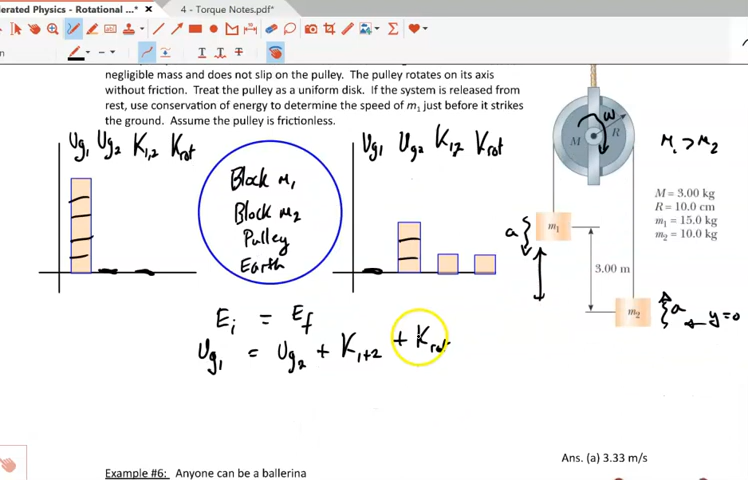 lerated Physics - Rotational ...*
4 - Torque Notes.pdf*
negligible mass and does not slip on the pulley. The pulley rotates on its axis
without friction. Treat the pulley as a uniform disk. If the system is released from
rest, use conservation of energy to determine the speed of m₁ just before it strikes
the ground. Assume the pulley is frictionless.
Ug₁ Ug₂ K₁,₂ Krot
Block M₁
Block M₂
Pulley
Earth
Ug₁ Ug₂ K₁,₂ Krot
ω
M
R
M₁ > M₂
M = 3.00 kg
R = 10.0 cm
m₁ = 15.0 kg
m₂ = 10.0 kg
a
m₁
3.00 m
m₂
a
y=0
Ei = Ef
Ug₁ = Ug₂ + K₁+₂ + Krot
Ans. (a) 3.33 m/s
Example #6: Anyone can be a ballerina